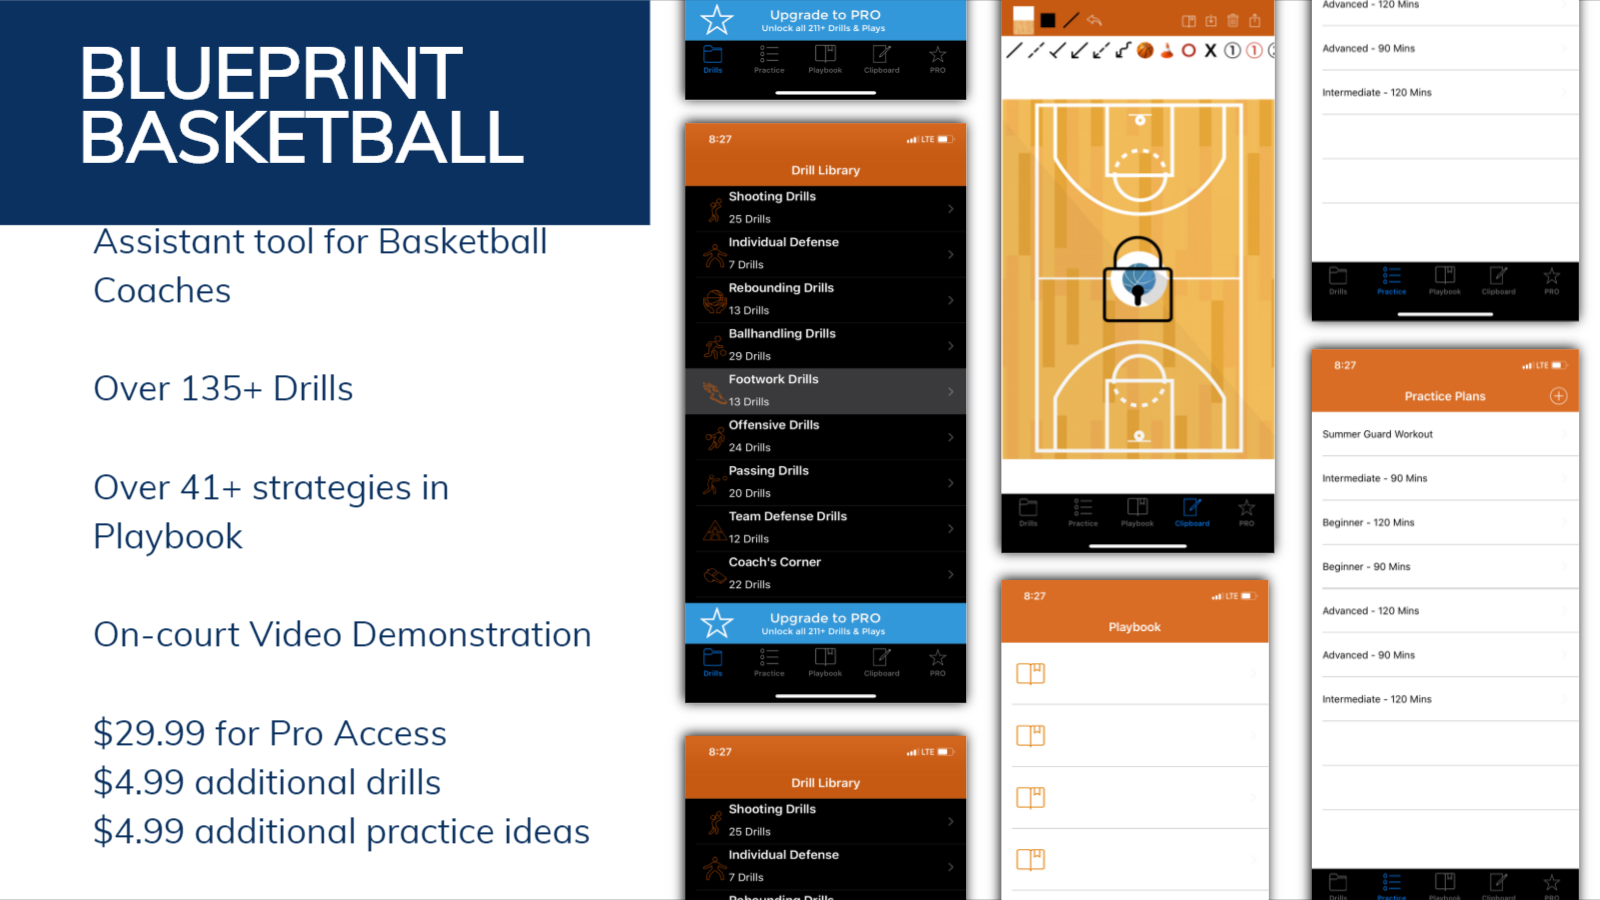 BLUEPRINT
BASKETBALL
Assistant tool for Basketball
Coaches
Over 135+ Drills
Over 41+ strategies in
Playbook
On-court Video Demonstration
$29.99 for Pro Access
$4.99 additional drills
$4.99 additional practice ideas
Upgrade to PRO
Unlock all 211+ Drills & Plays
Drills
Practice
Playbook
Clipboard
PRO
8:27
LTE
Drill Library
Shooting Drills
25 Drills
Individual Defense
7 Drills
Rebounding Drills
13 Drills
Ballhandling Drills
29 Drills
Footwork Drills
13 Drills
Offensive Drills
24 Drills
Passing Drills
20 Drills
Team Defense Drills
12 Drills
Coach's Corner
22 Drills
Upgrade to PRO
Unlock all 211+ Drills & Plays
Drills
Practice
Playbook
Clipboard
PRO
8:27
LTE
Drill Library
Shooting Drills
25 Drills
Individual Defense
7 Drills
Rebounding Drills
X
1
1
Drills
Practice
Playbook
Clipboard
PRO
8:27
LTE
Playbook
Advanced - 120 Mins
Advanced - 90 Mins
Intermediate - 120 Mins
Drills
Practice
Playbook
Clipboard
PRO
8:27
LTE
Practice Plans
Summer Guard Workout
Intermediate - 90 Mins
Beginner - 120 Mins
Beginner - 90 Mins
Advanced - 120 Mins
Advanced - 90 Mins
Intermediate - 120 Mins
Drills
Practice
Playbook
Clipboard
PRO